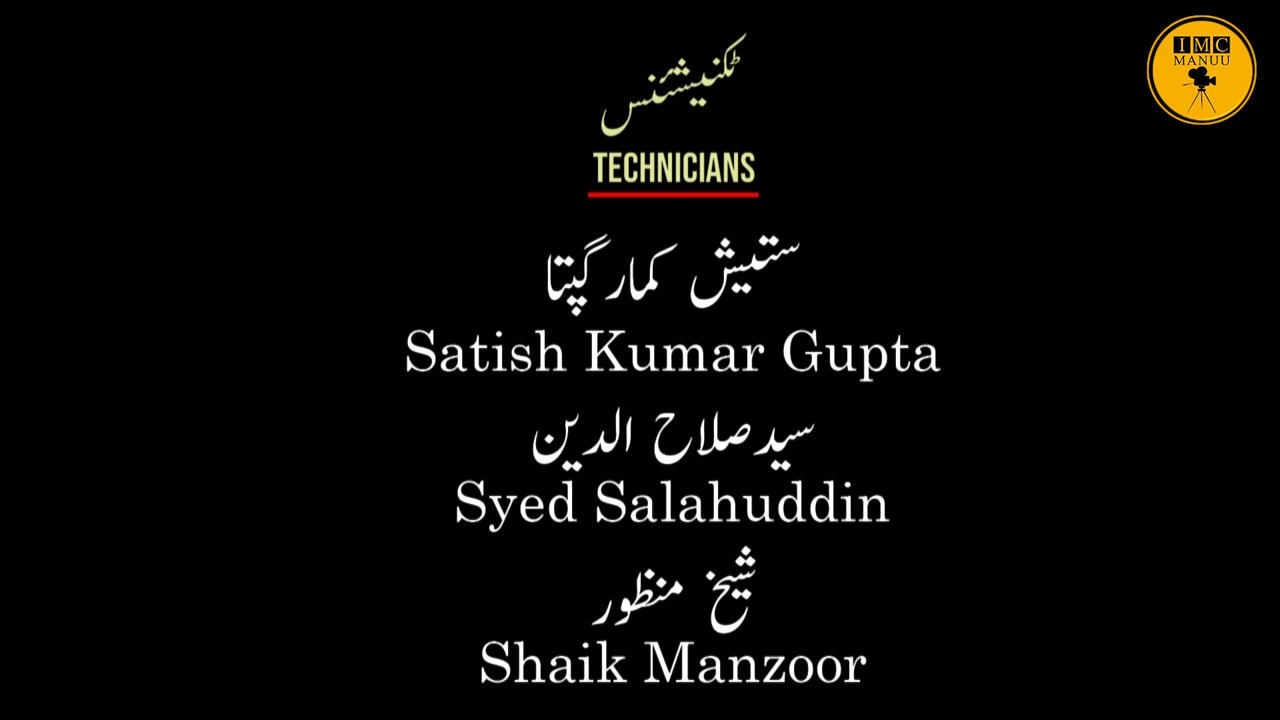 IMC
MANUU
ٹکنیشئنس
TECHNICIANS
ستیش کمار گپتا
Satish Kumar Gupta
سید صلاح الدین
Syed Salahuddin
شیخ منظور
Shaik Manzoor